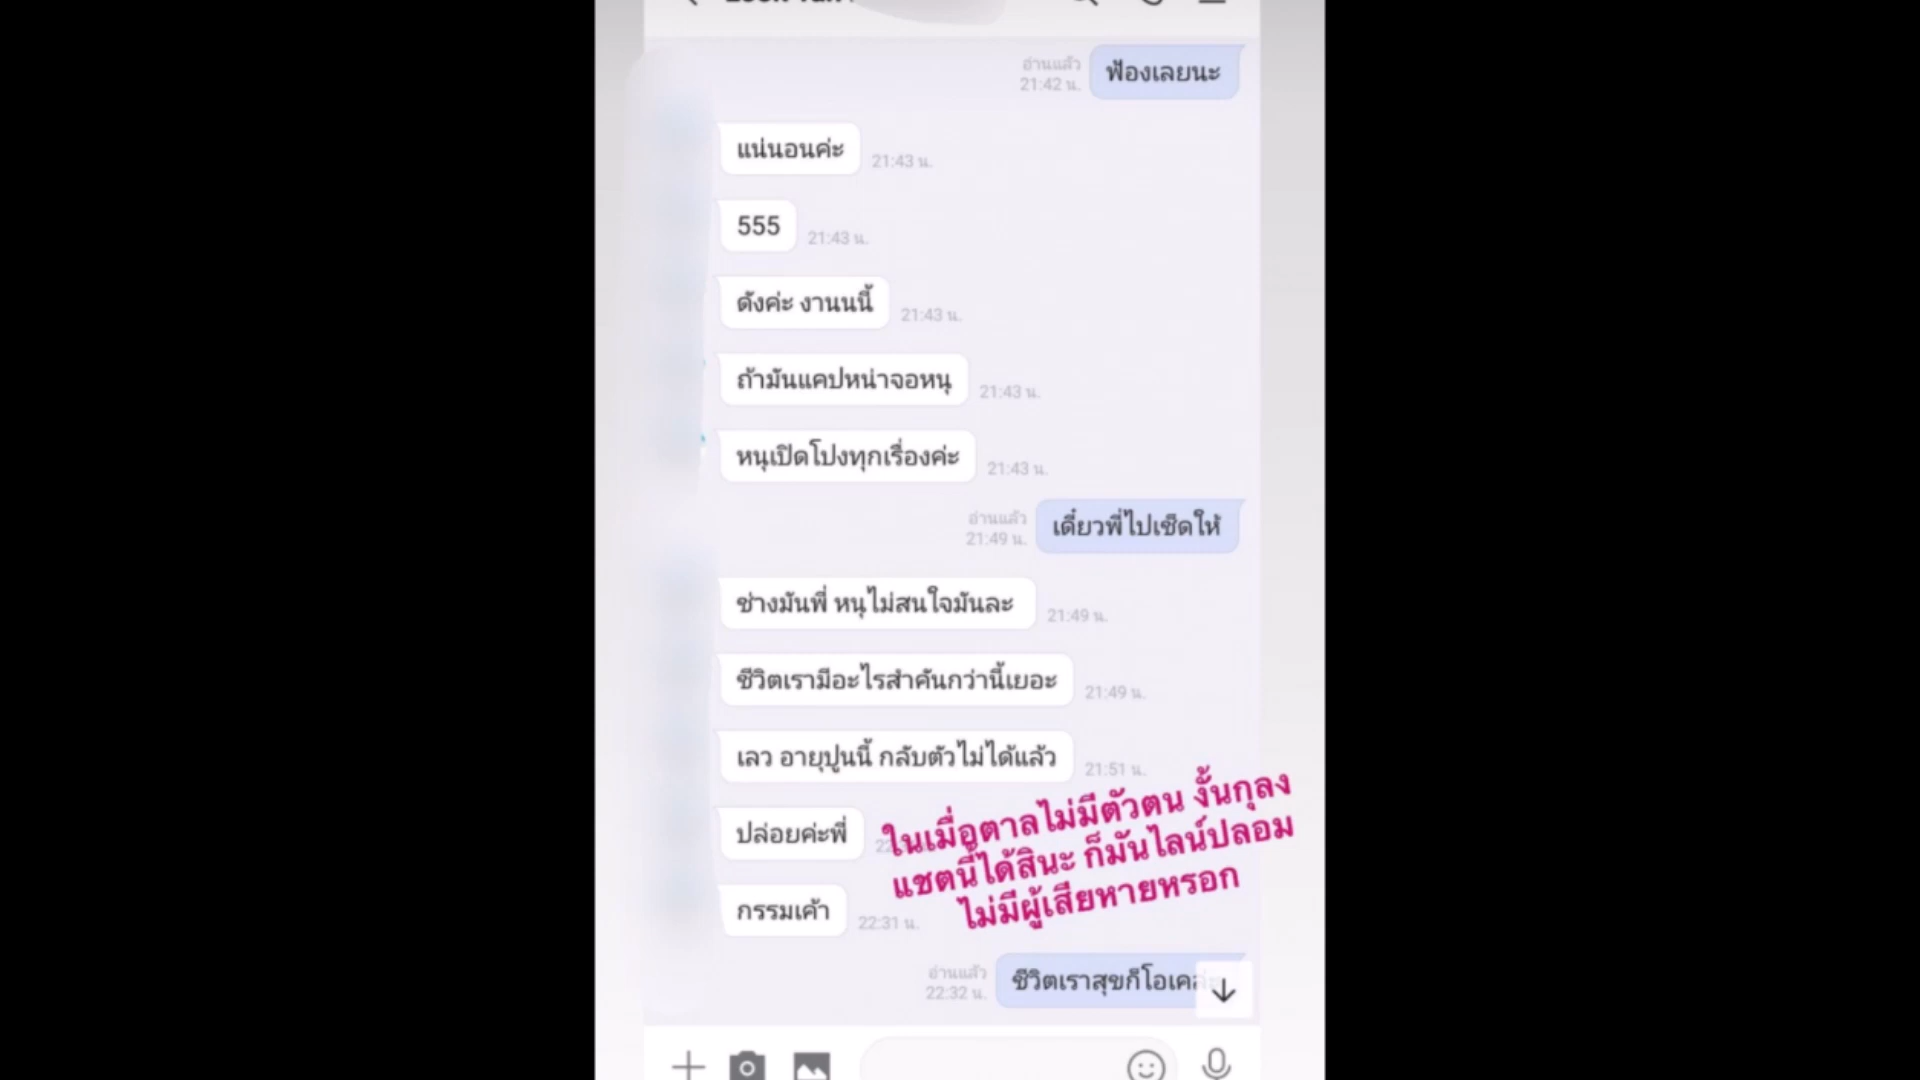 อ่านแล้ว
21:42 น.
ฟ้องเลยนะ
แน่นอนค่ะ
21:43 น.
555
21:43 น.
ดังค่ะ งานนนี้
21:43 น.
ถ้ามันแคปหน่าจอหนุ
21:43 น.
หนุเปิดโปงทุกเรื่องค่ะ
21:43 น.
อ่านแล้ว
21:49 น.
เดี๋ยวพี่ไปเช็ดให้
ช่างมันพี่ หนุไม่สนใจมันละ
21:49 น.
ชีวิตเรามีอะไรสำคันกว่านี้เยอะ
21:49 น.
เลว อายุปูนนี้ กลับตัวไม่ได้แล้ว
21:51 น.
ปล่อยค่ะพี่
ในเมื่อตาลไม่มีตัวตน งั้นกุลง
แชตนี้ได้สินะ ก็มันไลน์ปลอม
ไม่มีผู้เสียหายหรอก
กรรมเค้า
22:31 น.
อ่านแล้ว
22:32 น.
ชีวิตเราสุขก็โอเค